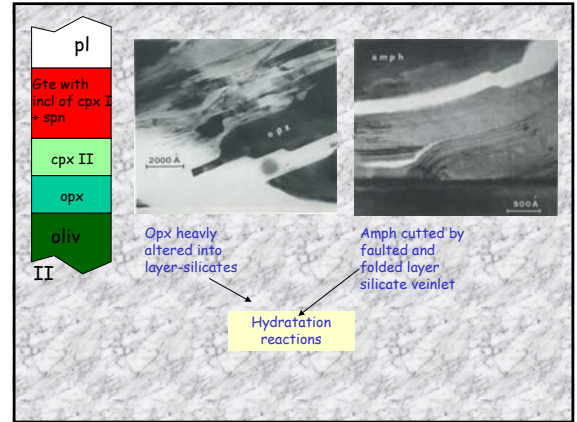 pl
Gte with
incl of cpx I
+ spn
cpx II
opx
oliv
II
opx
2000 Å
amph
500 Å
Opx heavly
altered into
layer-silicates
Amph cutted by
faulted and
folded layer
silicate veinlet
Hydratation
reactions